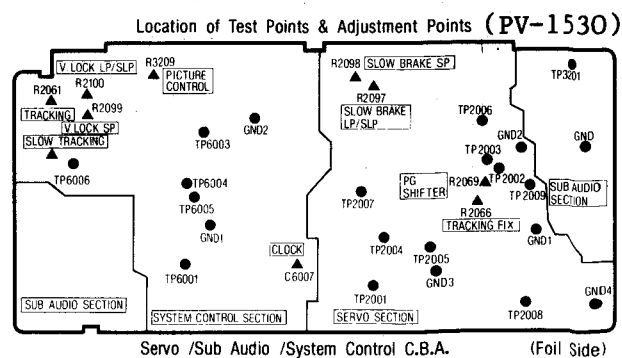 Location of Test Points & Adjustment Points (PV-1530)
V.LOCK LP/SLP
R3209
R2098
SLOW BRAKE SP
R2061
R2100
PICTURE
CONTROL
R2097
TP3201
TRACKING
R2099
V.LOCK SP
SLOW BRAKE
LP/SLP
TP2006
SLOW TRACKING
GND2
TP6003
GND2
GND
TP6006
TP2003
TP6004
PG
SHIFTER
R2069
TP2002
TP2009
SUB AUDIO
SECTION
TP6005
TP2007
R2066
TRACKING FIX
GND1
GND1
CLOCK
TP2004
TP2005
TP6001
C6007
GND3
TP2001
TP2008
GND4
SUB AUDIO SECTION
SYSTEM CONTROL SECTION
SERVO SECTION
Servo /Sub Audio /System Control C.B.A.
(Foil Side)